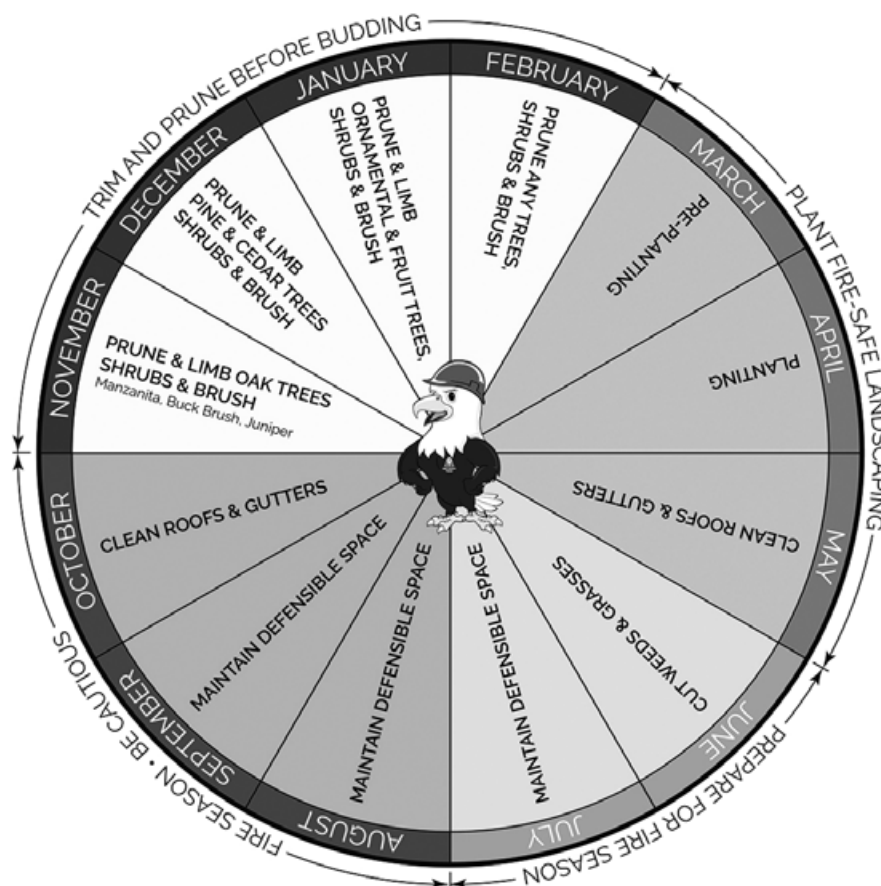 TRIM AND PRUNE BEFORE BUDDING
NOVEMBER
PRUNE & LIMB OAK TREES
SHRUBS & BRUSH
Manzanita, Buck Brush, Juniper
DECEMBER
PRUNE & LIMB
PINE & CEDAR TREES
SHRUBS & BRUSH
JANUARY
PRUNE & LIMB
ORNAMENTAL & FRUIT TREES,
SHRUBS & BRUSH
FEBRUARY
PRUNE ANY TREES,
SHRUBS & BRUSH
PLANT FIRE-SAFE LANDSCAPING
MARCH
PRE-PLANTING
APRIL
PLANTING
MAY
CLEAN ROOFS & GUTTERS
PREPARE FOR FIRE SEASON
JUNE
CUT WEEDS & GRASSES
JULY
MAINTAIN DEFENSIBLE SPACE
FIRE SEASON • BE CAUTIOUS
AUGUST
MAINTAIN DEFENSIBLE SPACE
SEPTEMBER
MAINTAIN DEFENSIBLE SPACE
OCTOBER
CLEAN ROOFS & GUTTERS